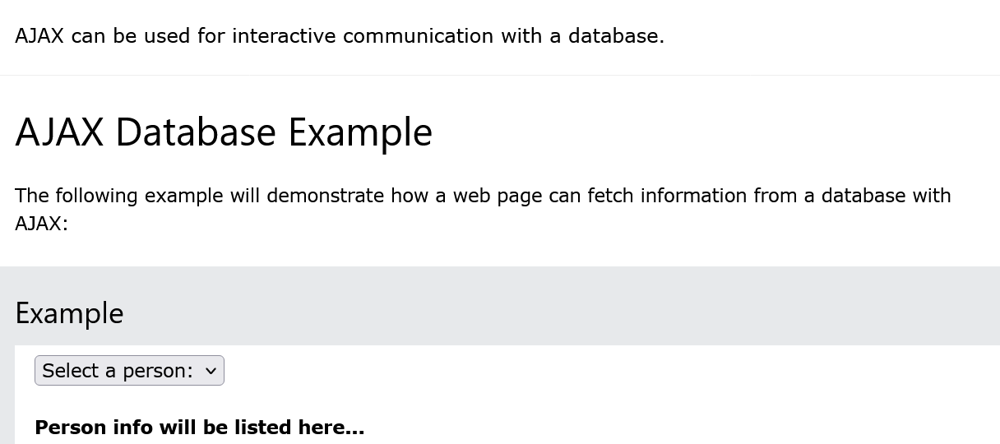 AJAX can be used for interactive communication with a database.
AJAX Database Example
The following example will demonstrate how a web page can fetch information from a database with
AJAX:
Example
Select a person:
Person info will be listed here...